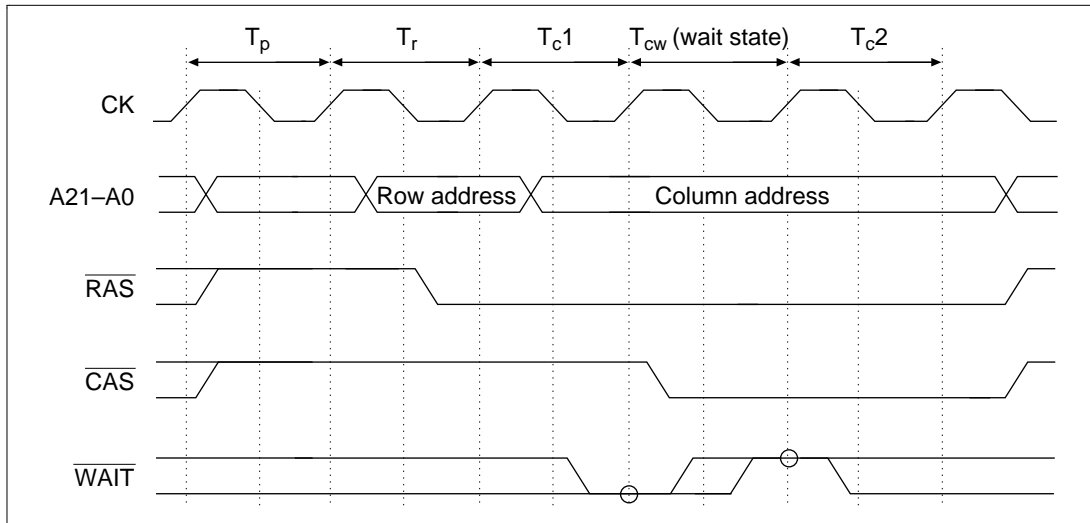 Tp Tr Tc1 Tcw (wait state) Tc2
CK
A21–A0 Row address Column address
RAS
CAS
WAIT